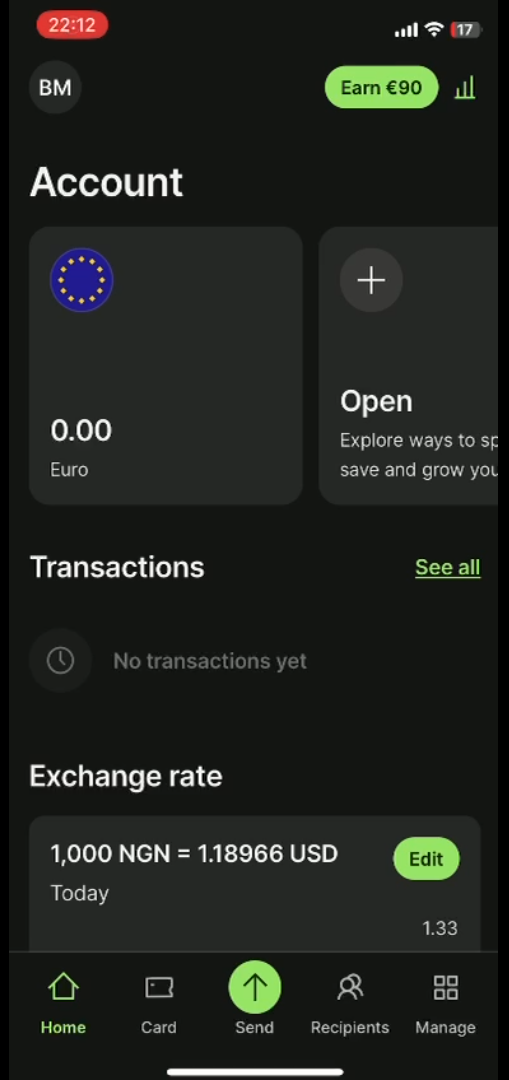 22:12
17
BM
Earn €90
Account
0.00
Euro
Open
Explore ways to sp
save and grow you
Transactions
See all
No transactions yet
Exchange rate
1,000 NGN = 1.18966 USD
Edit
Today
1.33
Home
Card
Send
Recipients
Manage